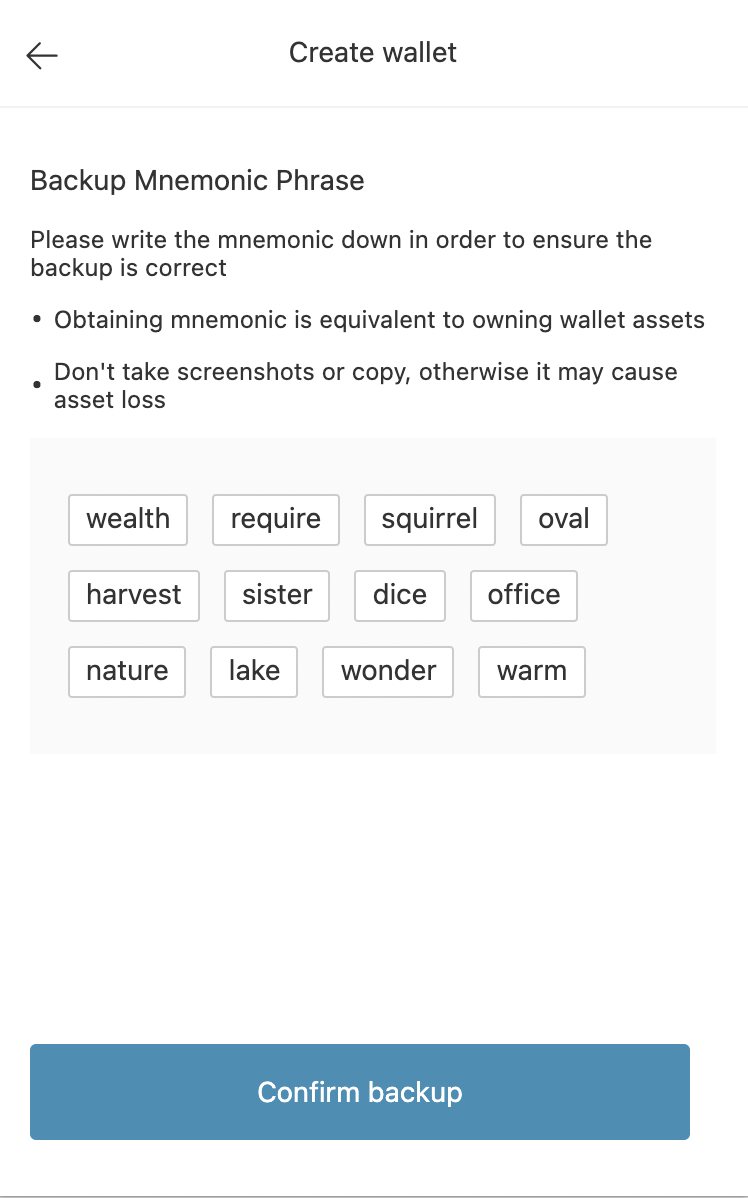 Create wallet
Backup Mnemonic Phrase
Please write the mnemonic down in order to ensure the
backup is correct
• Obtaining mnemonic is equivalent to owning wallet assets
• Don't take screenshots or copy, otherwise it may cause
asset loss
wealth require squirrel oval
harvest sister dice office
nature lake wonder warm
Confirm backup